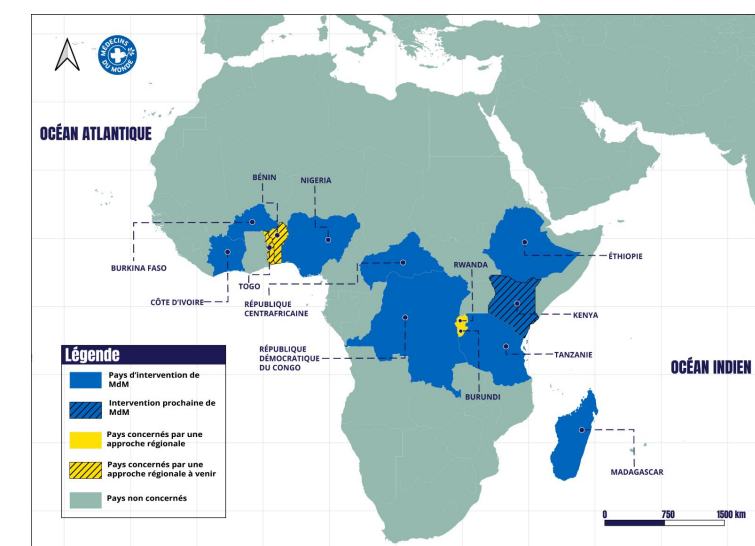 MÉDECINS
DU MONDE
OCÉAN ATLANTIQUE
BÉNIN
NIGERIA
BURKINA FASO
TOGO
CÔTE D'IVOIRE
RÉPUBLIQUE
CENTRAFRICAINE
RWANDA
ÉTHIOPIE
KENYA
RÉPUBLIQUE
DÉMOCRATIQUE
DU CONGO
TANZANIE
BURUNDI
OCÉAN INDIEN
MADAGASCAR
Légende
Pays d'intervention de
MdM
Intervention prochaine de
MdM
Pays concernés par une
approche régionale
Pays concernés par une
approche régionale à venir
Pays non concernés
0 750 1500 km